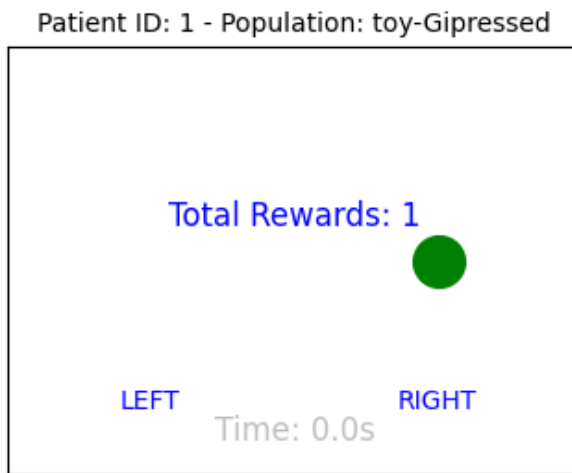 Patient ID: 1 - Population: toy-Gipressed
Total Rewards: 1
LEFT RIGHT
Time: 0.0s